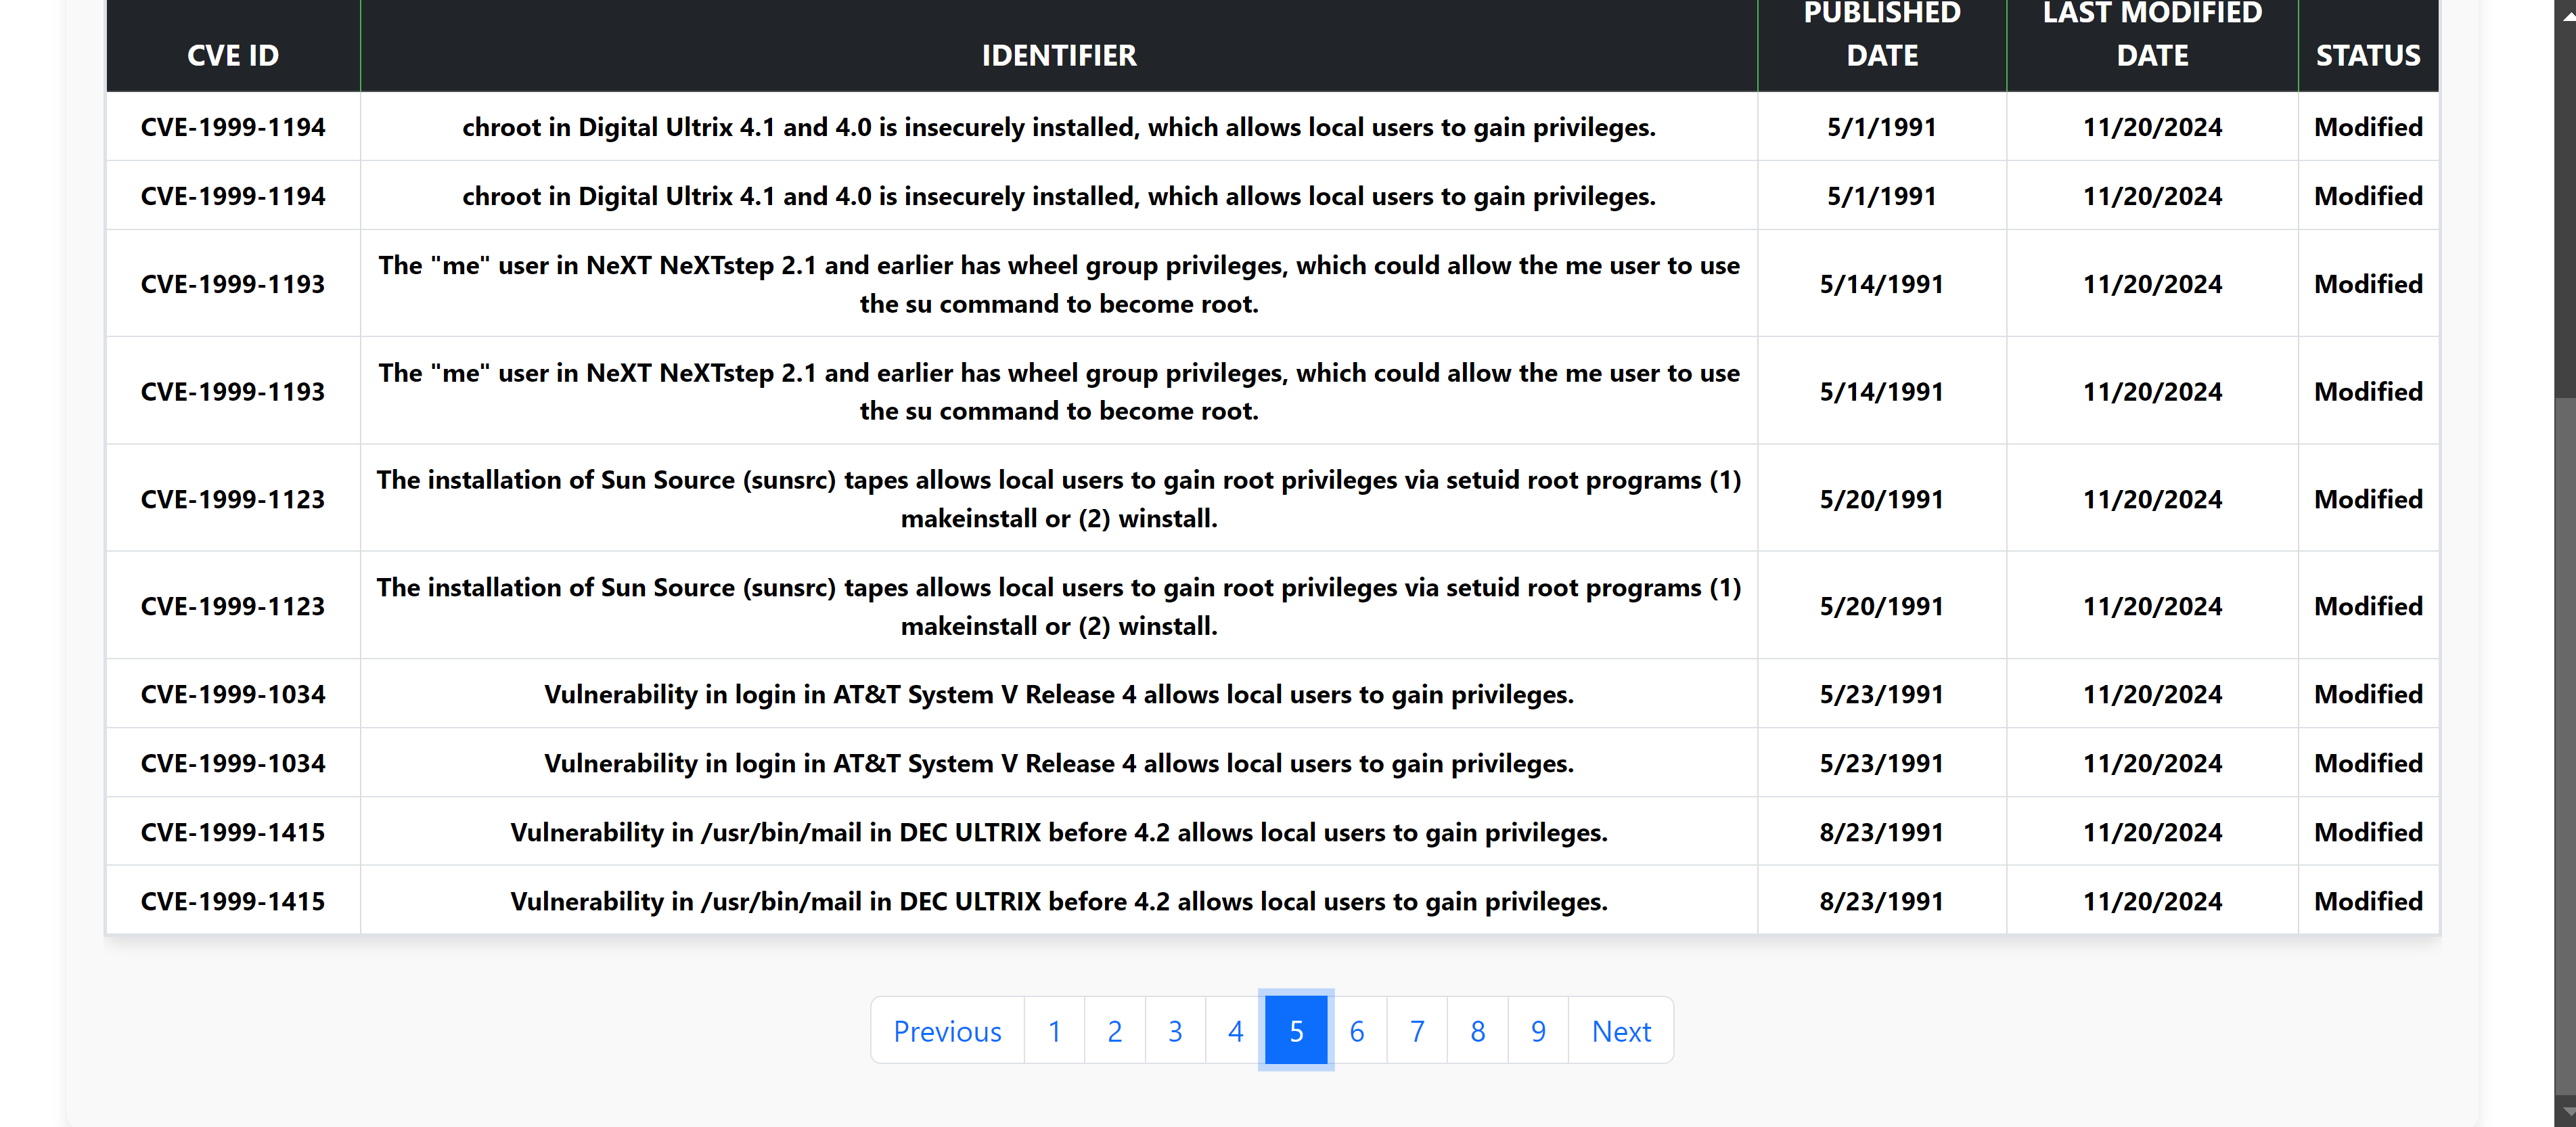 CVE ID IDENTIFIER PUBLISHED DATE LAST MODIFIED DATE STATUS
CVE-1999-1194 chroot in Digital Ultrix 4.1 and 4.0 is insecurely installed, which allows local users to gain privileges. 5/1/1991 11/20/2024 Modified
CVE-1999-1194 chroot in Digital Ultrix 4.1 and 4.0 is insecurely installed, which allows local users to gain privileges. 5/1/1991 11/20/2024 Modified
CVE-1999-1193 The "me" user in NeXT NeXTstep 2.1 and earlier has wheel group privileges, which could allow the me user to use
the su command to become root. 5/14/1991 11/20/2024 Modified
CVE-1999-1193 The "me" user in NeXT NeXTstep 2.1 and earlier has wheel group privileges, which could allow the me user to use
the su command to become root. 5/14/1991 11/20/2024 Modified
CVE-1999-1123 The installation of Sun Source (sunsrc) tapes allows local users to gain root privileges via setuid root programs (1)
makeinstall or (2) winstall. 5/20/1991 11/20/2024 Modified
CVE-1999-1123 The installation of Sun Source (sunsrc) tapes allows local users to gain root privileges via setuid root programs (1)
makeinstall or (2) winstall. 5/20/1991 11/20/2024 Modified
CVE-1999-1034 Vulnerability in login in AT&T System V Release 4 allows local users to gain privileges. 5/23/1991 11/20/2024 Modified
CVE-1999-1034 Vulnerability in login in AT&T System V Release 4 allows local users to gain privileges. 5/23/1991 11/20/2024 Modified
CVE-1999-1415 Vulnerability in /usr/bin/mail in DEC ULTRIX before 4.2 allows local users to gain privileges. 8/23/1991 11/20/2024 Modified
CVE-1999-1415 Vulnerability in /usr/bin/mail in DEC ULTRIX before 4.2 allows local users to gain privileges. 8/23/1991 11/20/2024 Modified
Previous 1 2 3 4 5 6 7 8 9 Next